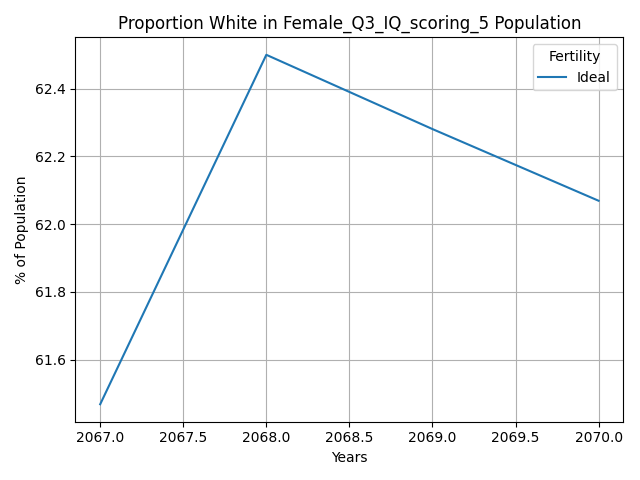 Proportion White in Female_Q3_IQ_scoring_5 Population
Fertility
Ideal
% of Population
62.4
62.2
62.0
61.8
61.6
2067.0 2067.5 2068.0 2068.5 2069.0 2069.5 2070.0
Years